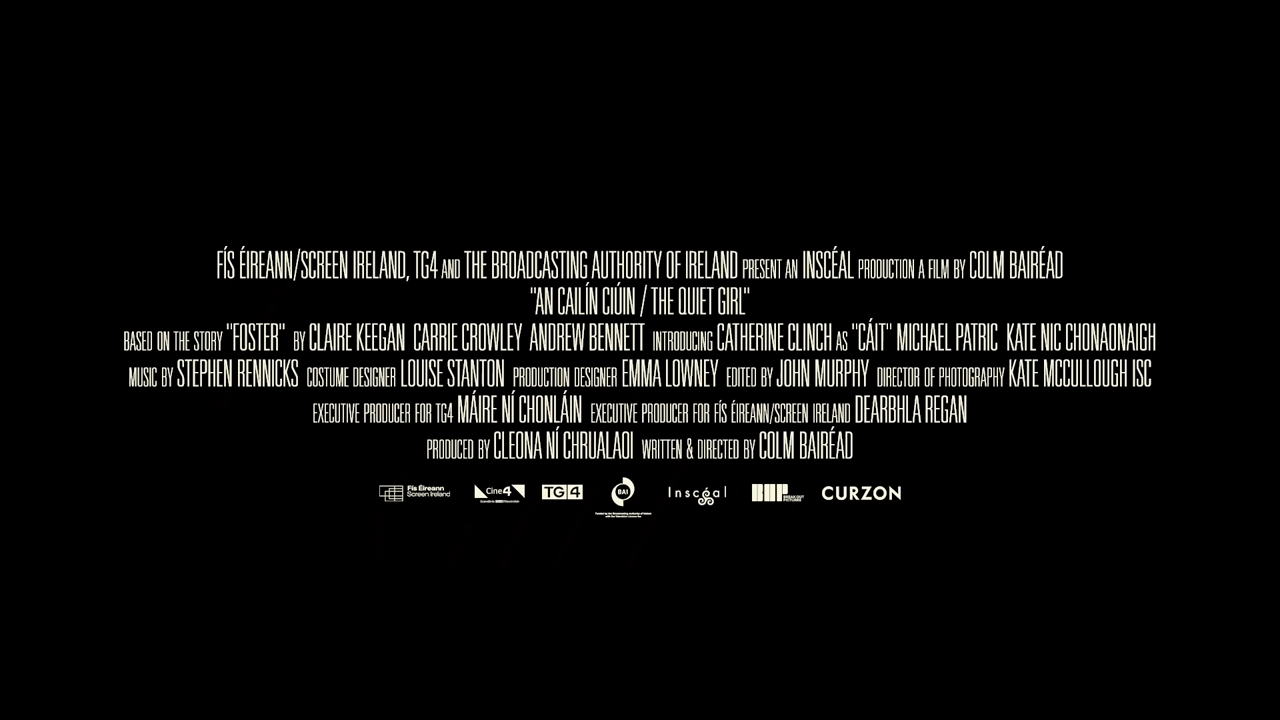 FÍS ÉIREANN/SCREEN IRELAND, TG4 AND THE BROADCASTING AUTHORITY OF IRELAND PRESENT AN INSCÉAL PRODUCTION A FILM BY COLM BAIRÉAD
"AN CAILÍN CIÚIN / THE QUIET GIRL"
BASED ON THE STORY "FOSTER" BY CLAIRE KEEGAN CARRIE CROWLEY ANDREW BENNETT INTRODUCING CATHERINE CLINCH AS "CÁIT" MICHAEL PATRIC KATE NIC CHONAONAIGH
MUSIC BY STEPHEN RENNICKS COSTUME DESIGNER LOUISE STANTON PRODUCTION DESIGNER EMMA LOWNEY EDITED BY JOHN MURPHY DIRECTOR OF PHOTOGRAPHY KATE MCCULLOUGH ISC
EXECUTIVE PRODUCER FOR TG4 MÁIRE NÍ CHONLÁIN EXECUTIVE PRODUCER FOR FÍS ÉIREANN/SCREEN IRELAND DEARBHLA REGAN
PRODUCED BY CLEONA NÍ CHRUALAOI WRITTEN & DIRECTED BY COLM BAIRÉAD
Fís Éireann
Screen Ireland
Cine4
TG4
BAI
Inscéal
BOP BREAK OUT
PICTURES
CURZON